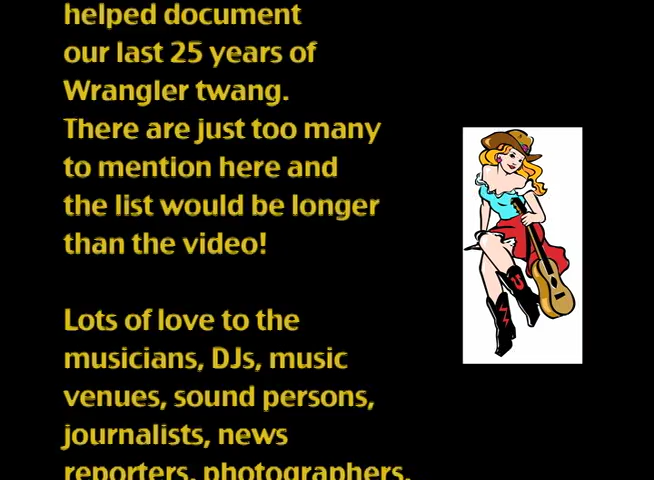 helped document
our last 25 years of
Wrangler twang.
There are just too many
to mention here and
the list would be longer
than the video!
Lots of love to the
musicians, DJs, music
venues, sound persons,
journalists, news
reporters, photographers,